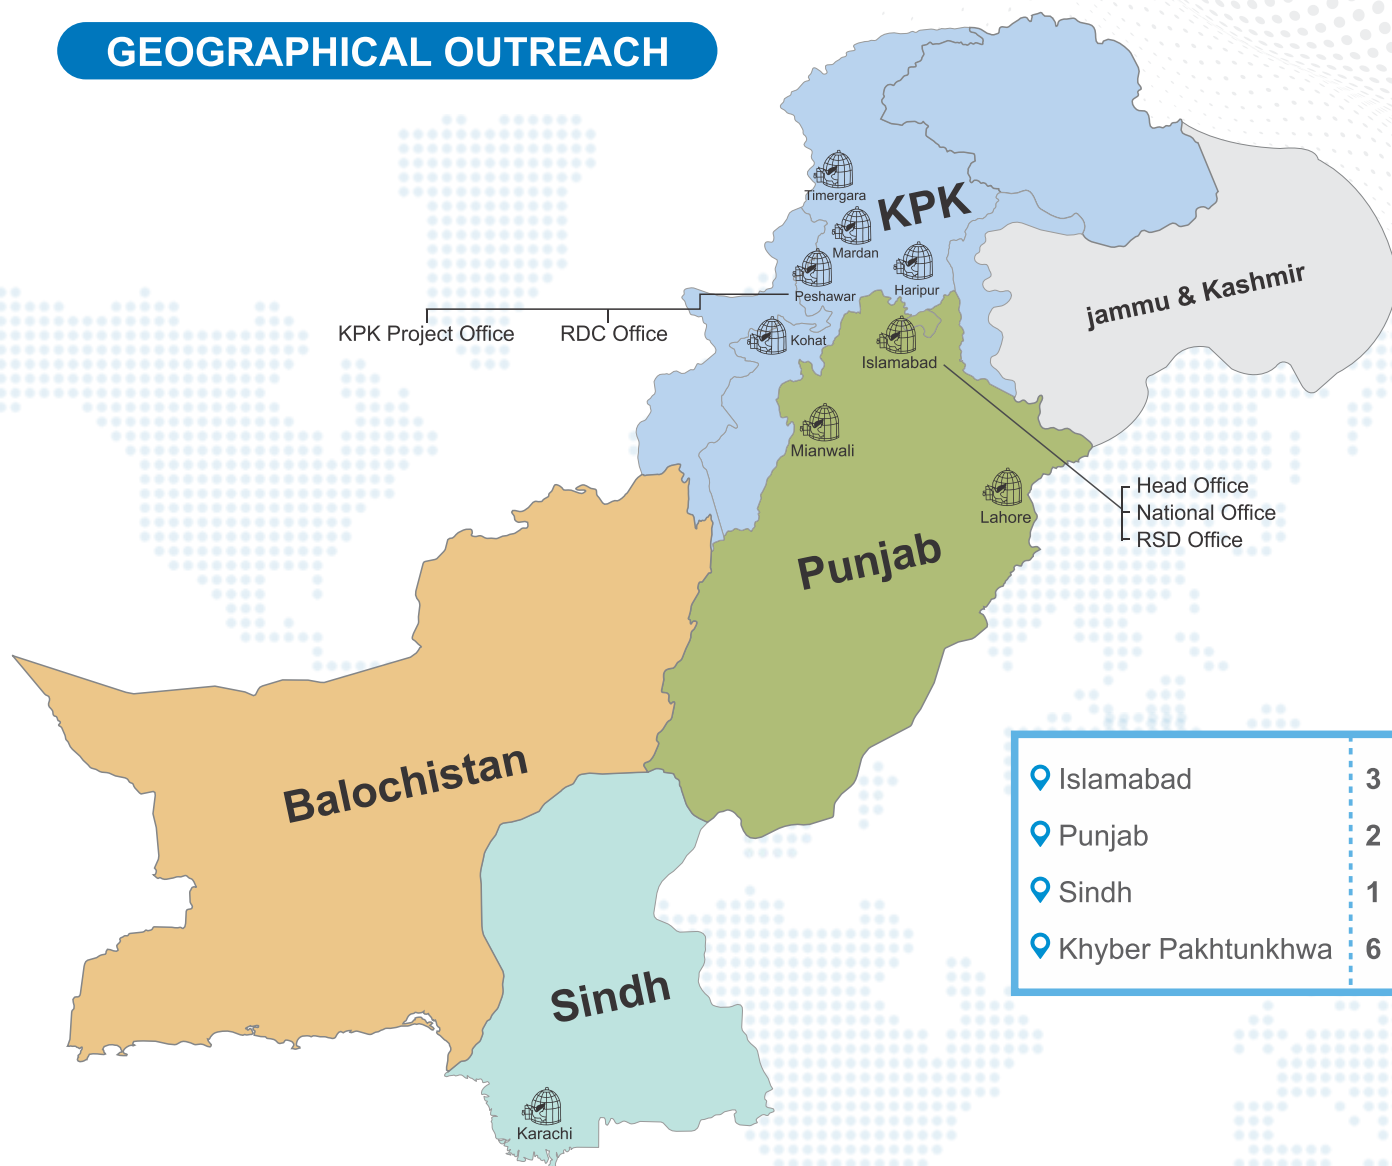 GEOGRAPHICAL OUTREACH
Timergara
KPK
Mardan
Haripur
Peshawar
jammu & Kashmir
KPK Project Office
RDC Office
Kohat
Islamabad
Mianwali
Head Office
National Office
RSD Office
Lahore
Punjab
Balochistan
Islamabad 3
Punjab 2
Sindh 1
Khyber Pakhtunkhwa 6
Sindh
Karachi